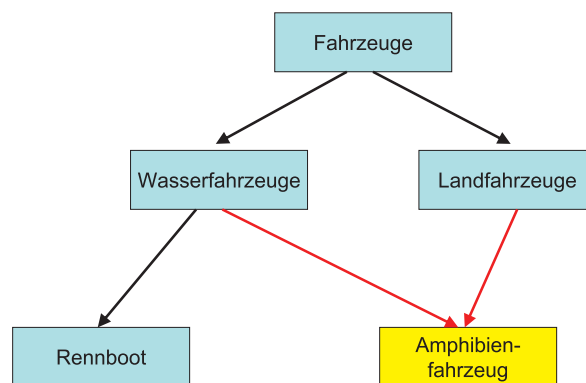 Fahrzeuge
Wasserfahrzeuge
Landfahrzeuge
Rennboot
Amphibien-
fahrzeug